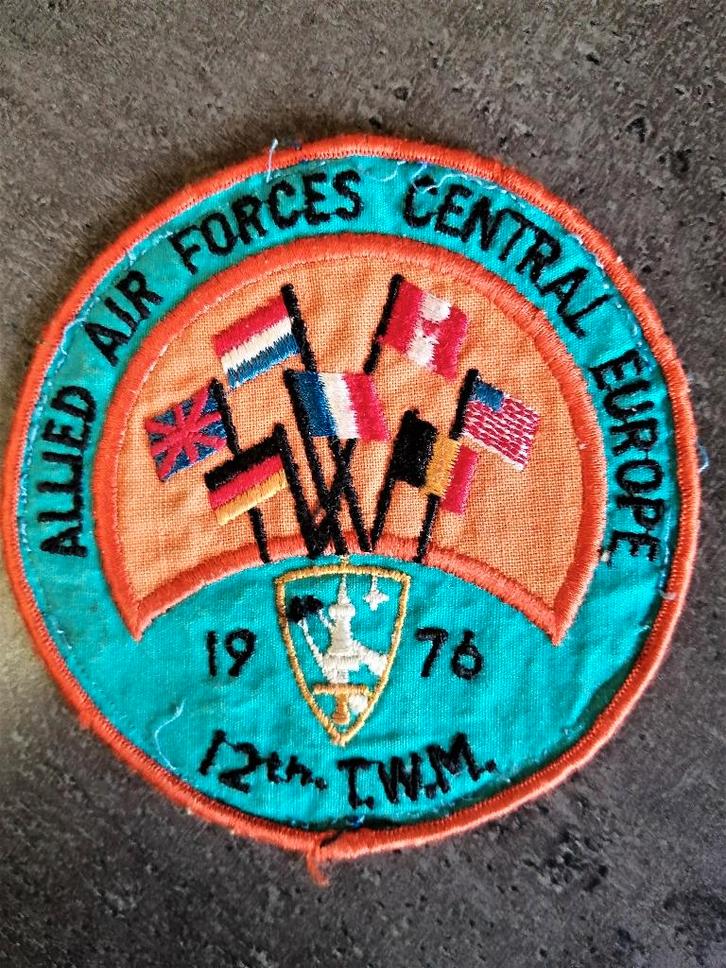 ALLIED AIR FORCES CENTRAL EUROPE
19 76
12th. T.W.M.